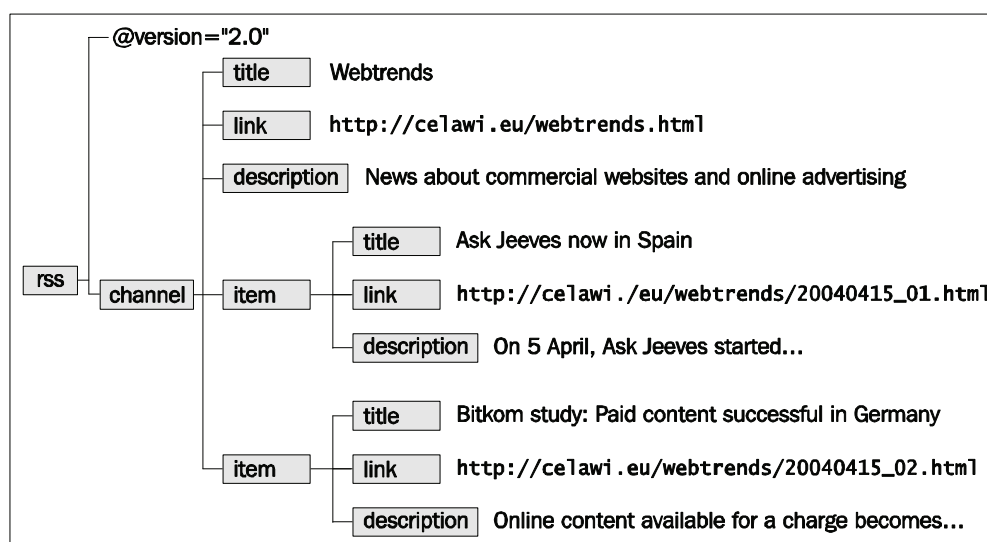 @version="2.0"
title Webtrends
link http://celawi.eu/webtrends.html
description News about commercial websites and online advertising
title Ask Jeeves now in Spain
rss
channel item link http://celawi./eu/webtrends/20040415_01.html
description On 5 April, Ask Jeeves started...
title Bitkom study: Paid content successful in Germany
item link http://celawi.eu/webtrends/20040415_02.html
description Online content available for a charge becomes...